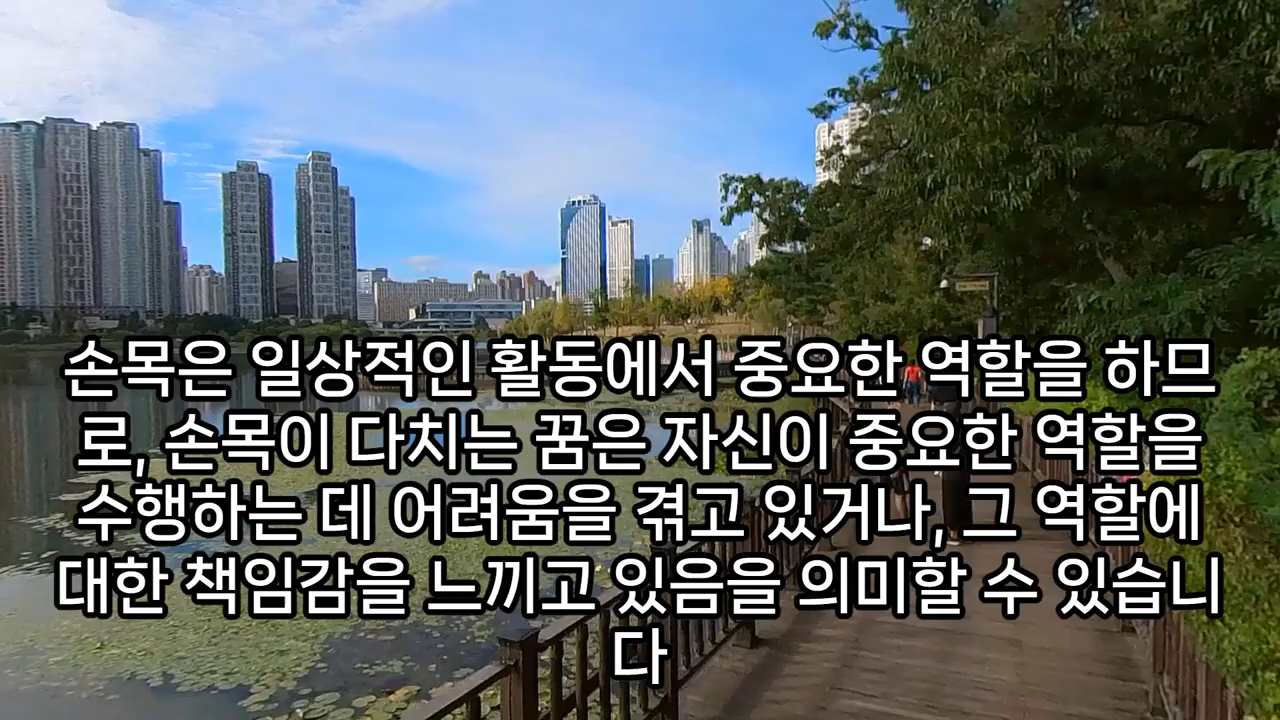 손목은 일상적인 활동에서 중요한 역할을 하므
로, 손목이 다치는 꿈은 자신이 중요한 역할을
수행하는 데 어려움을 겪고 있거나, 그 역할에
대한 책임감을 느끼고 있음을 의미할 수 있습니
다